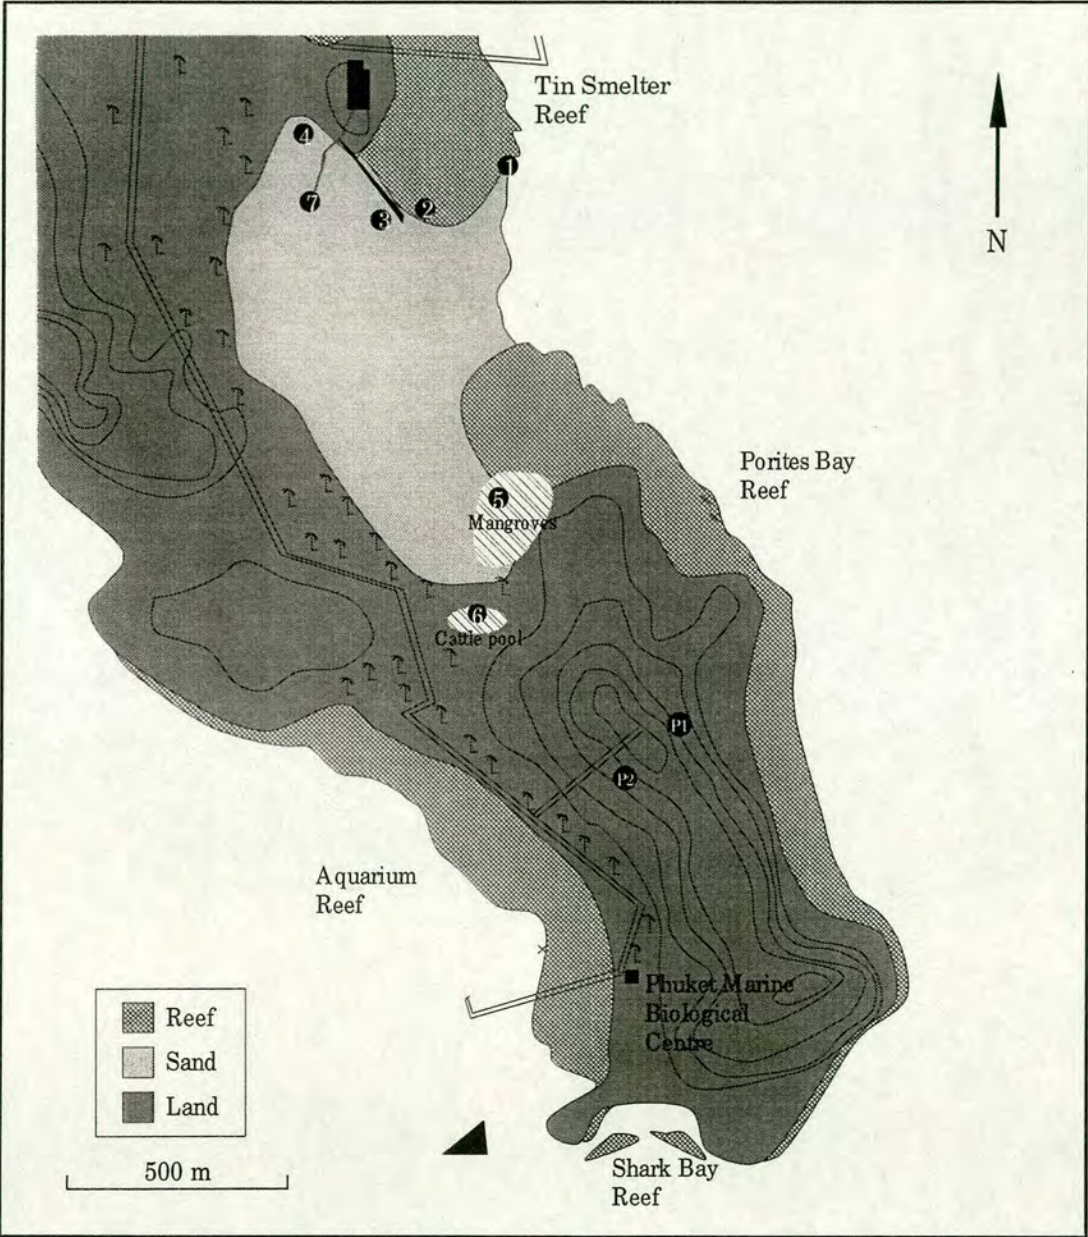 Tin Smelter
Reef
4
1
7
2
3
N
Porites Bay
Reef
5
Mangroves
6
Cattle pool
P1
P2
Aquarium
Reef
Phuket Marine
Biological
Centre
Reef
Sand
Land
500 m
Shark Bay
Reef